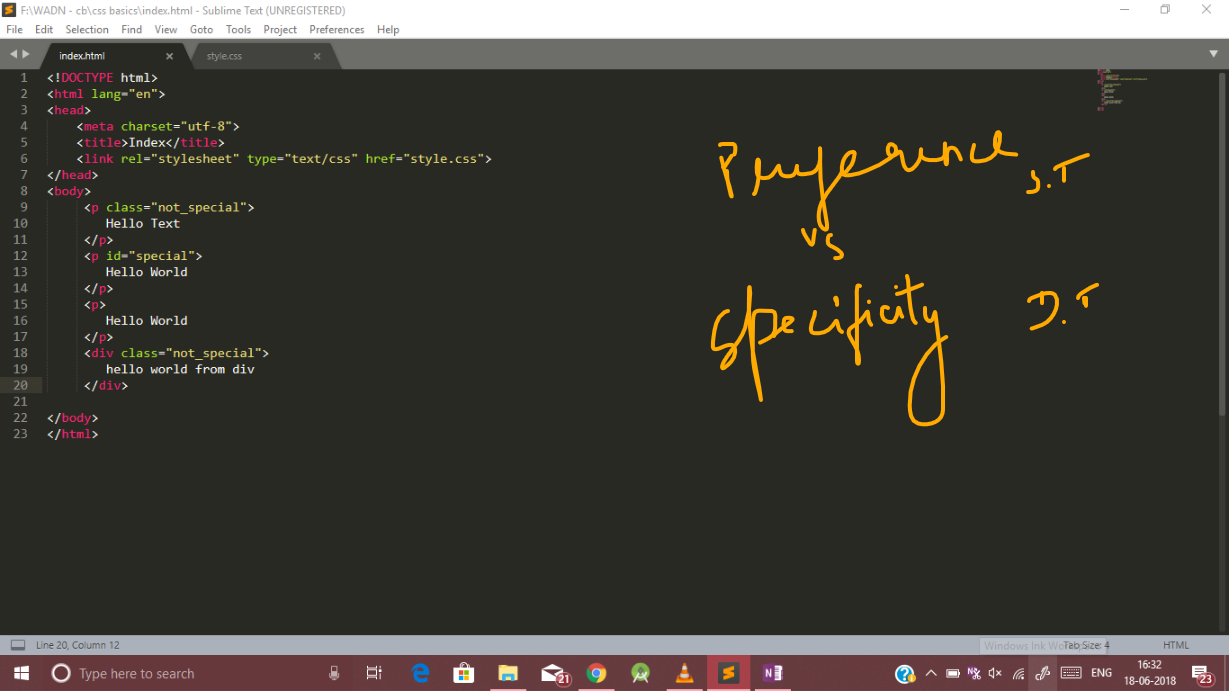 F:\WADN - cb\css basics\index.html - Sublime Text (UNREGISTERED)
File Edit Selection Find View Goto Tools Project Preferences Help
index.html × style.css ×
1 <!DOCTYPE html>
2 <html lang="en">
3 <head>
4 <meta charset="utf-8">
5 <title>Index</title>
6 <link rel="stylesheet" type="text/css" href="style.css">
7 </head>
8 <body>
9 <p class="not_special">
10 Hello Text
11 </p>
12 <p id="special">
13 Hello World
14 </p>
15 <p>
16 Hello World
17 </p>
18 <div class="not_special">
19 hello world from div
20 </div>
21
22 </body>
23 </html>
S.T
vs
Specificity D.T
Line 20, Column 12 Tab Size: 4 HTML
Type here to search 21 ENG 16:32
18-06-2018 23